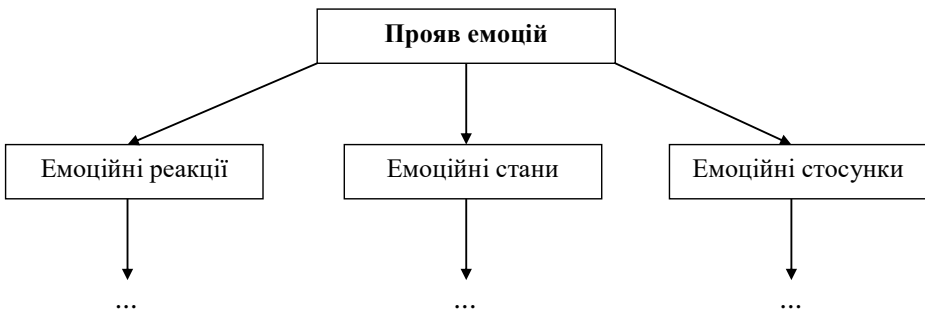 Прояв емоцій
Емоційні реакції
Емоційні стани
Емоційні стосунки
...
...
...